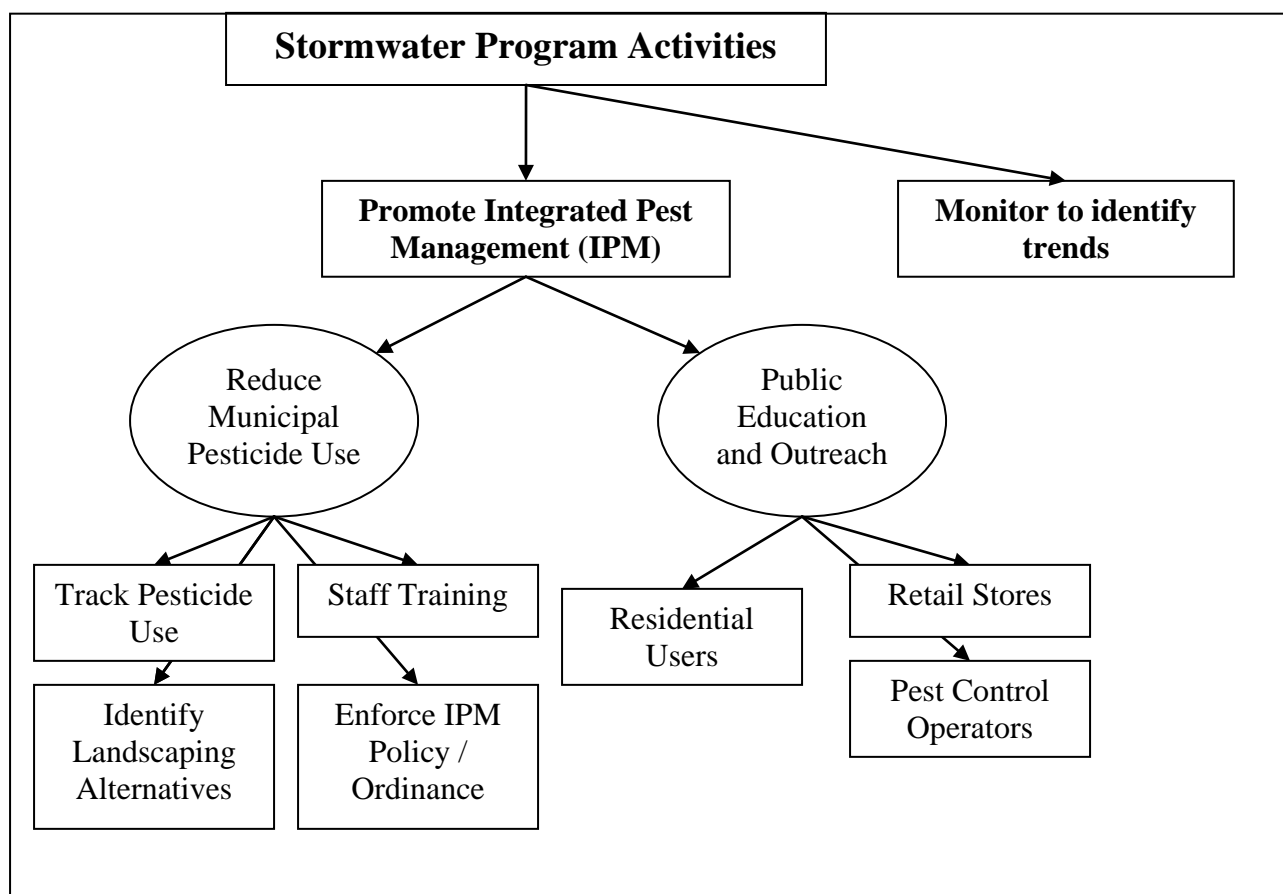 Stormwater Program Activities
Promote Integrated Pest
Management (IPM)
Monitor to identify
trends
Reduce
Municipal
Pesticide Use
Public
Education
and Outreach
Track Pesticide
Use
Staff Training
Residential
Users
Retail Stores
Identify
Landscaping
Alternatives
Enforce IPM
Policy /
Ordinance
Pest Control
Operators